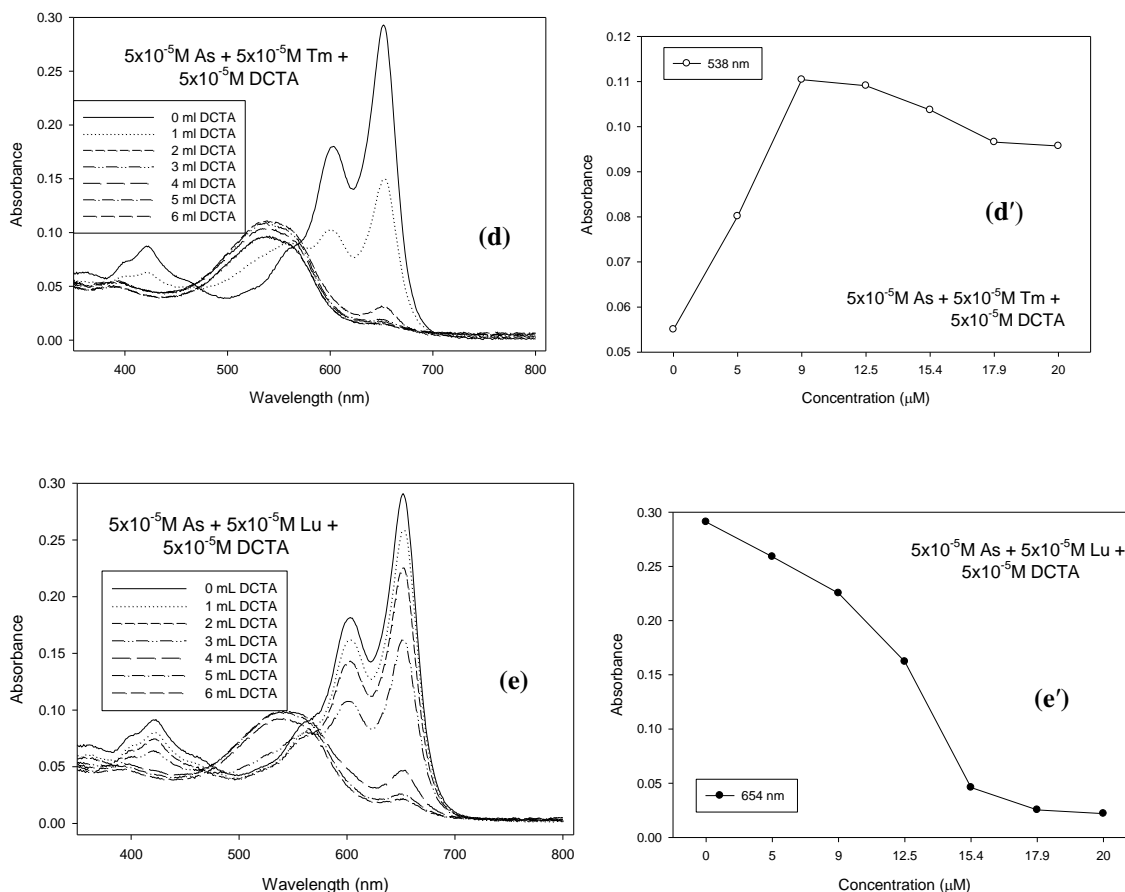 5x10⁻⁵M As + 5x10⁻⁵M Tm +
5x10⁻⁵M DCTA
0 ml DCTA
1 ml DCTA
2 ml DCTA
3 ml DCTA
4 ml DCTA
5 ml DCTA
6 ml DCTA
(d)
Absorbance
0.30
0.25
0.20
0.15
0.10
0.05
0.00
400 500 600 700 800
Wavelength (nm)
538 nm
(d′)
5x10⁻⁵M As + 5x10⁻⁵M Tm +
5x10⁻⁵M DCTA
Absorbance
0.12
0.11
0.10
0.09
0.08
0.07
0.06
0.05
0 5 9 12.5 15.4 17.9 20
Concentration (μM)
5x10⁻⁵M As + 5x10⁻⁵M Lu +
5x10⁻⁵M DCTA
0 mL DCTA
1 mL DCTA
2 mL DCTA
3 mL DCTA
4 mL DCTA
5 mL DCTA
6 mL DCTA
(e)
Absorbance
0.30
0.25
0.20
0.15
0.10
0.05
0.00
400 500 600 700 800
Wavelength (nm)
5x10⁻⁵M As + 5x10⁻⁵M Lu +
5x10⁻⁵M DCTA
(e′)
654 nm
Absorbance
0.30
0.25
0.20
0.15
0.10
0.05
0.00
0 5 9 12.5 15.4 17.9 20
Concentration (μM)